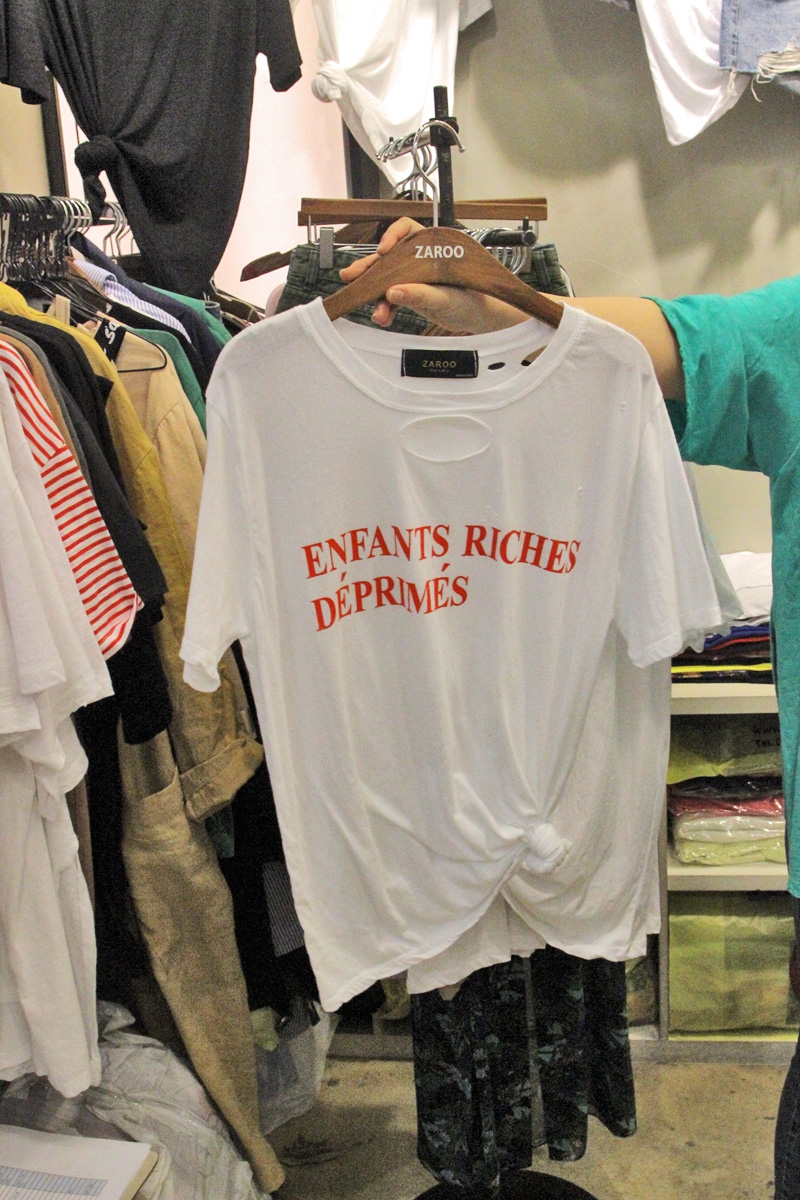 ZAROO
ZAROO
ENFANTS RICHES
DÉPRIMÉS